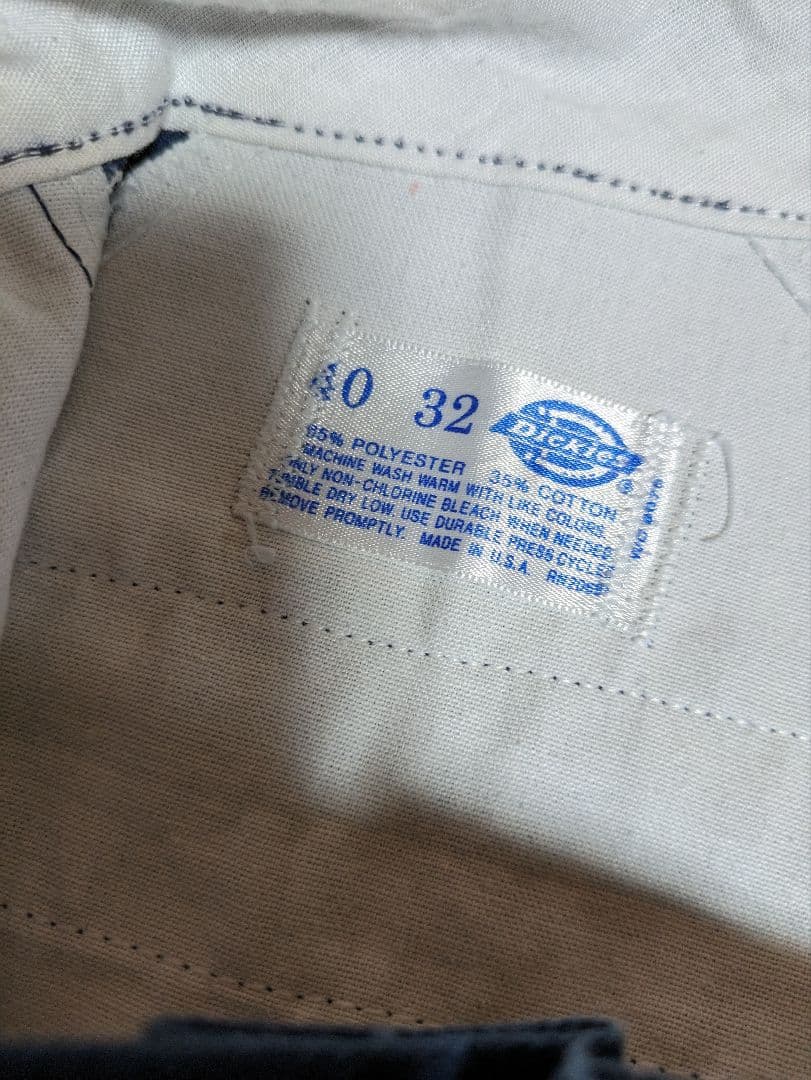 40 32 DICKIES ®
65% POLYESTER 35% COTTON
MACHINE WASH WARM WITH LIKE COLORS.
ONLY NON-CHLORINE BLEACH WHEN NEEDED
TUMBLE DRY LOW. USE DURABLE PRESS CYCLE
REMOVE PROMPTLY. MADE IN U.S.A.